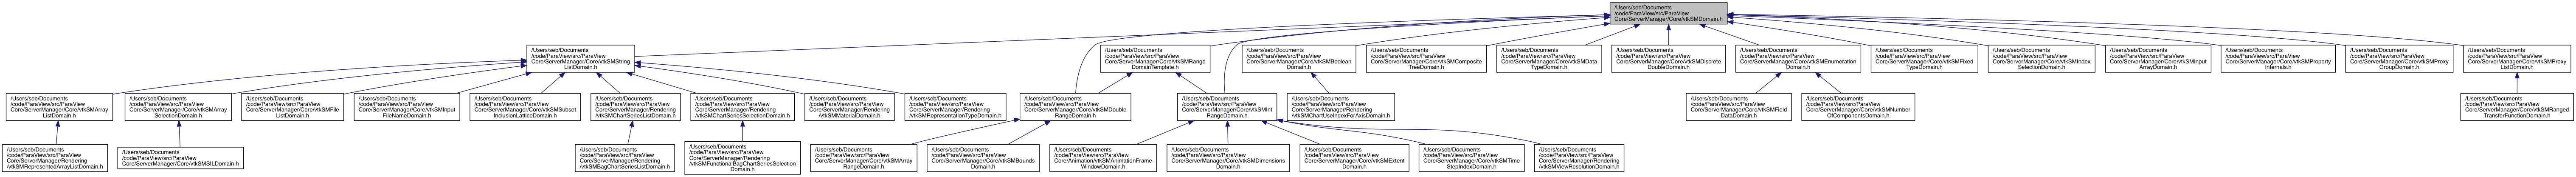 /Users/seb/Documents
/code/ParaView/src/ParaView
Core/ServerManager/Core/vtkSMDomain.h
/Users/seb/Documents
/code/ParaView/src/ParaView
Core/ServerManager/Core/vtkSMString
ListDomain.h
/Users/seb/Documents
/code/ParaView/src/ParaView
Core/ServerManager/Core/vtkSMRange
DomainTemplate.h
/Users/seb/Documents
/code/ParaView/src/ParaView
Core/ServerManager/Core/vtkSMBoolean
Domain.h
/Users/seb/Documents
/code/ParaView/src/ParaView
Core/ServerManager/Core/vtkSMComposite
TreeDomain.h
/Users/seb/Documents
/code/ParaView/src/ParaView
Core/ServerManager/Core/vtkSMData
TypeDomain.h
/Users/seb/Documents
/code/ParaView/src/ParaView
Core/ServerManager/Core/vtkSMDiscrete
DoubleDomain.h
/Users/seb/Documents
/code/ParaView/src/ParaView
Core/ServerManager/Core/vtkSMEnumeration
Domain.h
/Users/seb/Documents
/code/ParaView/src/ParaView
Core/ServerManager/Core/vtkSMFixed
TypeDomain.h
/Users/seb/Documents
/code/ParaView/src/ParaView
Core/ServerManager/Core/vtkSMIndex
SelectionDomain.h
/Users/seb/Documents
/code/ParaView/src/ParaView
Core/ServerManager/Core/vtkSMInput
ArrayDomain.h
/Users/seb/Documents
/code/ParaView/src/ParaView
Core/ServerManager/Core/vtkSMProperty
Internals.h
/Users/seb/Documents
/code/ParaView/src/ParaView
Core/ServerManager/Core/vtkSMProxy
GroupDomain.h
/Users/seb/Documents
/code/ParaView/src/ParaView
Core/ServerManager/Core/vtkSMProxy
ListDomain.h
/Users/seb/Documents
/code/ParaView/src/ParaView
Core/ServerManager/Core/vtkSMArray
ListDomain.h
/Users/seb/Documents
/code/ParaView/src/ParaView
Core/ServerManager/Core/vtkSMArray
SelectionDomain.h
/Users/seb/Documents
/code/ParaView/src/ParaView
Core/ServerManager/Core/vtkSMFile
ListDomain.h
/Users/seb/Documents
/code/ParaView/src/ParaView
Core/ServerManager/Core/vtkSMInput
FileNameDomain.h
/Users/seb/Documents
/code/ParaView/src/ParaView
Core/ServerManager/Core/vtkSMSubset
InclusionLatticeDomain.h
/Users/seb/Documents
/code/ParaView/src/ParaView
Core/ServerManager/Rendering
/vtkSMChartSeriesListDomain.h
/Users/seb/Documents
/code/ParaView/src/ParaView
Core/ServerManager/Rendering
/vtkSMChartSeriesSelectionDomain.h
/Users/seb/Documents
/code/ParaView/src/ParaView
Core/ServerManager/Rendering
/vtkSMMaterialDomain.h
/Users/seb/Documents
/code/ParaView/src/ParaView
Core/ServerManager/Rendering
/vtkSMRepresentationTypeDomain.h
/Users/seb/Documents
/code/ParaView/src/ParaView
Core/ServerManager/Core/vtkSMDouble
RangeDomain.h
/Users/seb/Documents
/code/ParaView/src/ParaView
Core/ServerManager/Core/vtkSMInt
RangeDomain.h
/Users/seb/Documents
/code/ParaView/src/ParaView
Core/ServerManager/Rendering
/vtkSMChartUseIndexForAxisDomain.h
/Users/seb/Documents
/code/ParaView/src/ParaView
Core/ServerManager/Core/vtkSMField
DataDomain.h
/Users/seb/Documents
/code/ParaView/src/ParaView
Core/ServerManager/Core/vtkSMNumber
OfComponentsDomain.h
/Users/seb/Documents
/code/ParaView/src/ParaView
Core/ServerManager/Core/vtkSMRanged
TransferFunctionDomain.h
/Users/seb/Documents
/code/ParaView/src/ParaView
Core/ServerManager/Rendering
/vtkSMRepresentedArrayListDomain.h
/Users/seb/Documents
/code/ParaView/src/ParaView
Core/ServerManager/Core/vtkSMSILDomain.h
/Users/seb/Documents
/code/ParaView/src/ParaView
Core/ServerManager/Rendering
/vtkSMBagChartSeriesListDomain.h
/Users/seb/Documents
/code/ParaView/src/ParaView
Core/ServerManager/Rendering
/vtkSMFunctionalBagChartSeriesSelection
Domain.h
/Users/seb/Documents
/code/ParaView/src/ParaView
Core/ServerManager/Core/vtkSMArray
RangeDomain.h
/Users/seb/Documents
/code/ParaView/src/ParaView
Core/ServerManager/Core/vtkSMBounds
Domain.h
/Users/seb/Documents
/code/ParaView/src/ParaView
Core/Animation/vtkSMAnimationFrame
WindowDomain.h
/Users/seb/Documents
/code/ParaView/src/ParaView
Core/ServerManager/Core/vtkSMDimensions
Domain.h
/Users/seb/Documents
/code/ParaView/src/ParaView
Core/ServerManager/Core/vtkSMExtent
Domain.h
/Users/seb/Documents
/code/ParaView/src/ParaView
Core/ServerManager/Core/vtkSMTime
StepIndexDomain.h
/Users/seb/Documents
/code/ParaView/src/ParaView
Core/ServerManager/Rendering
/vtkSMViewResolutionDomain.h